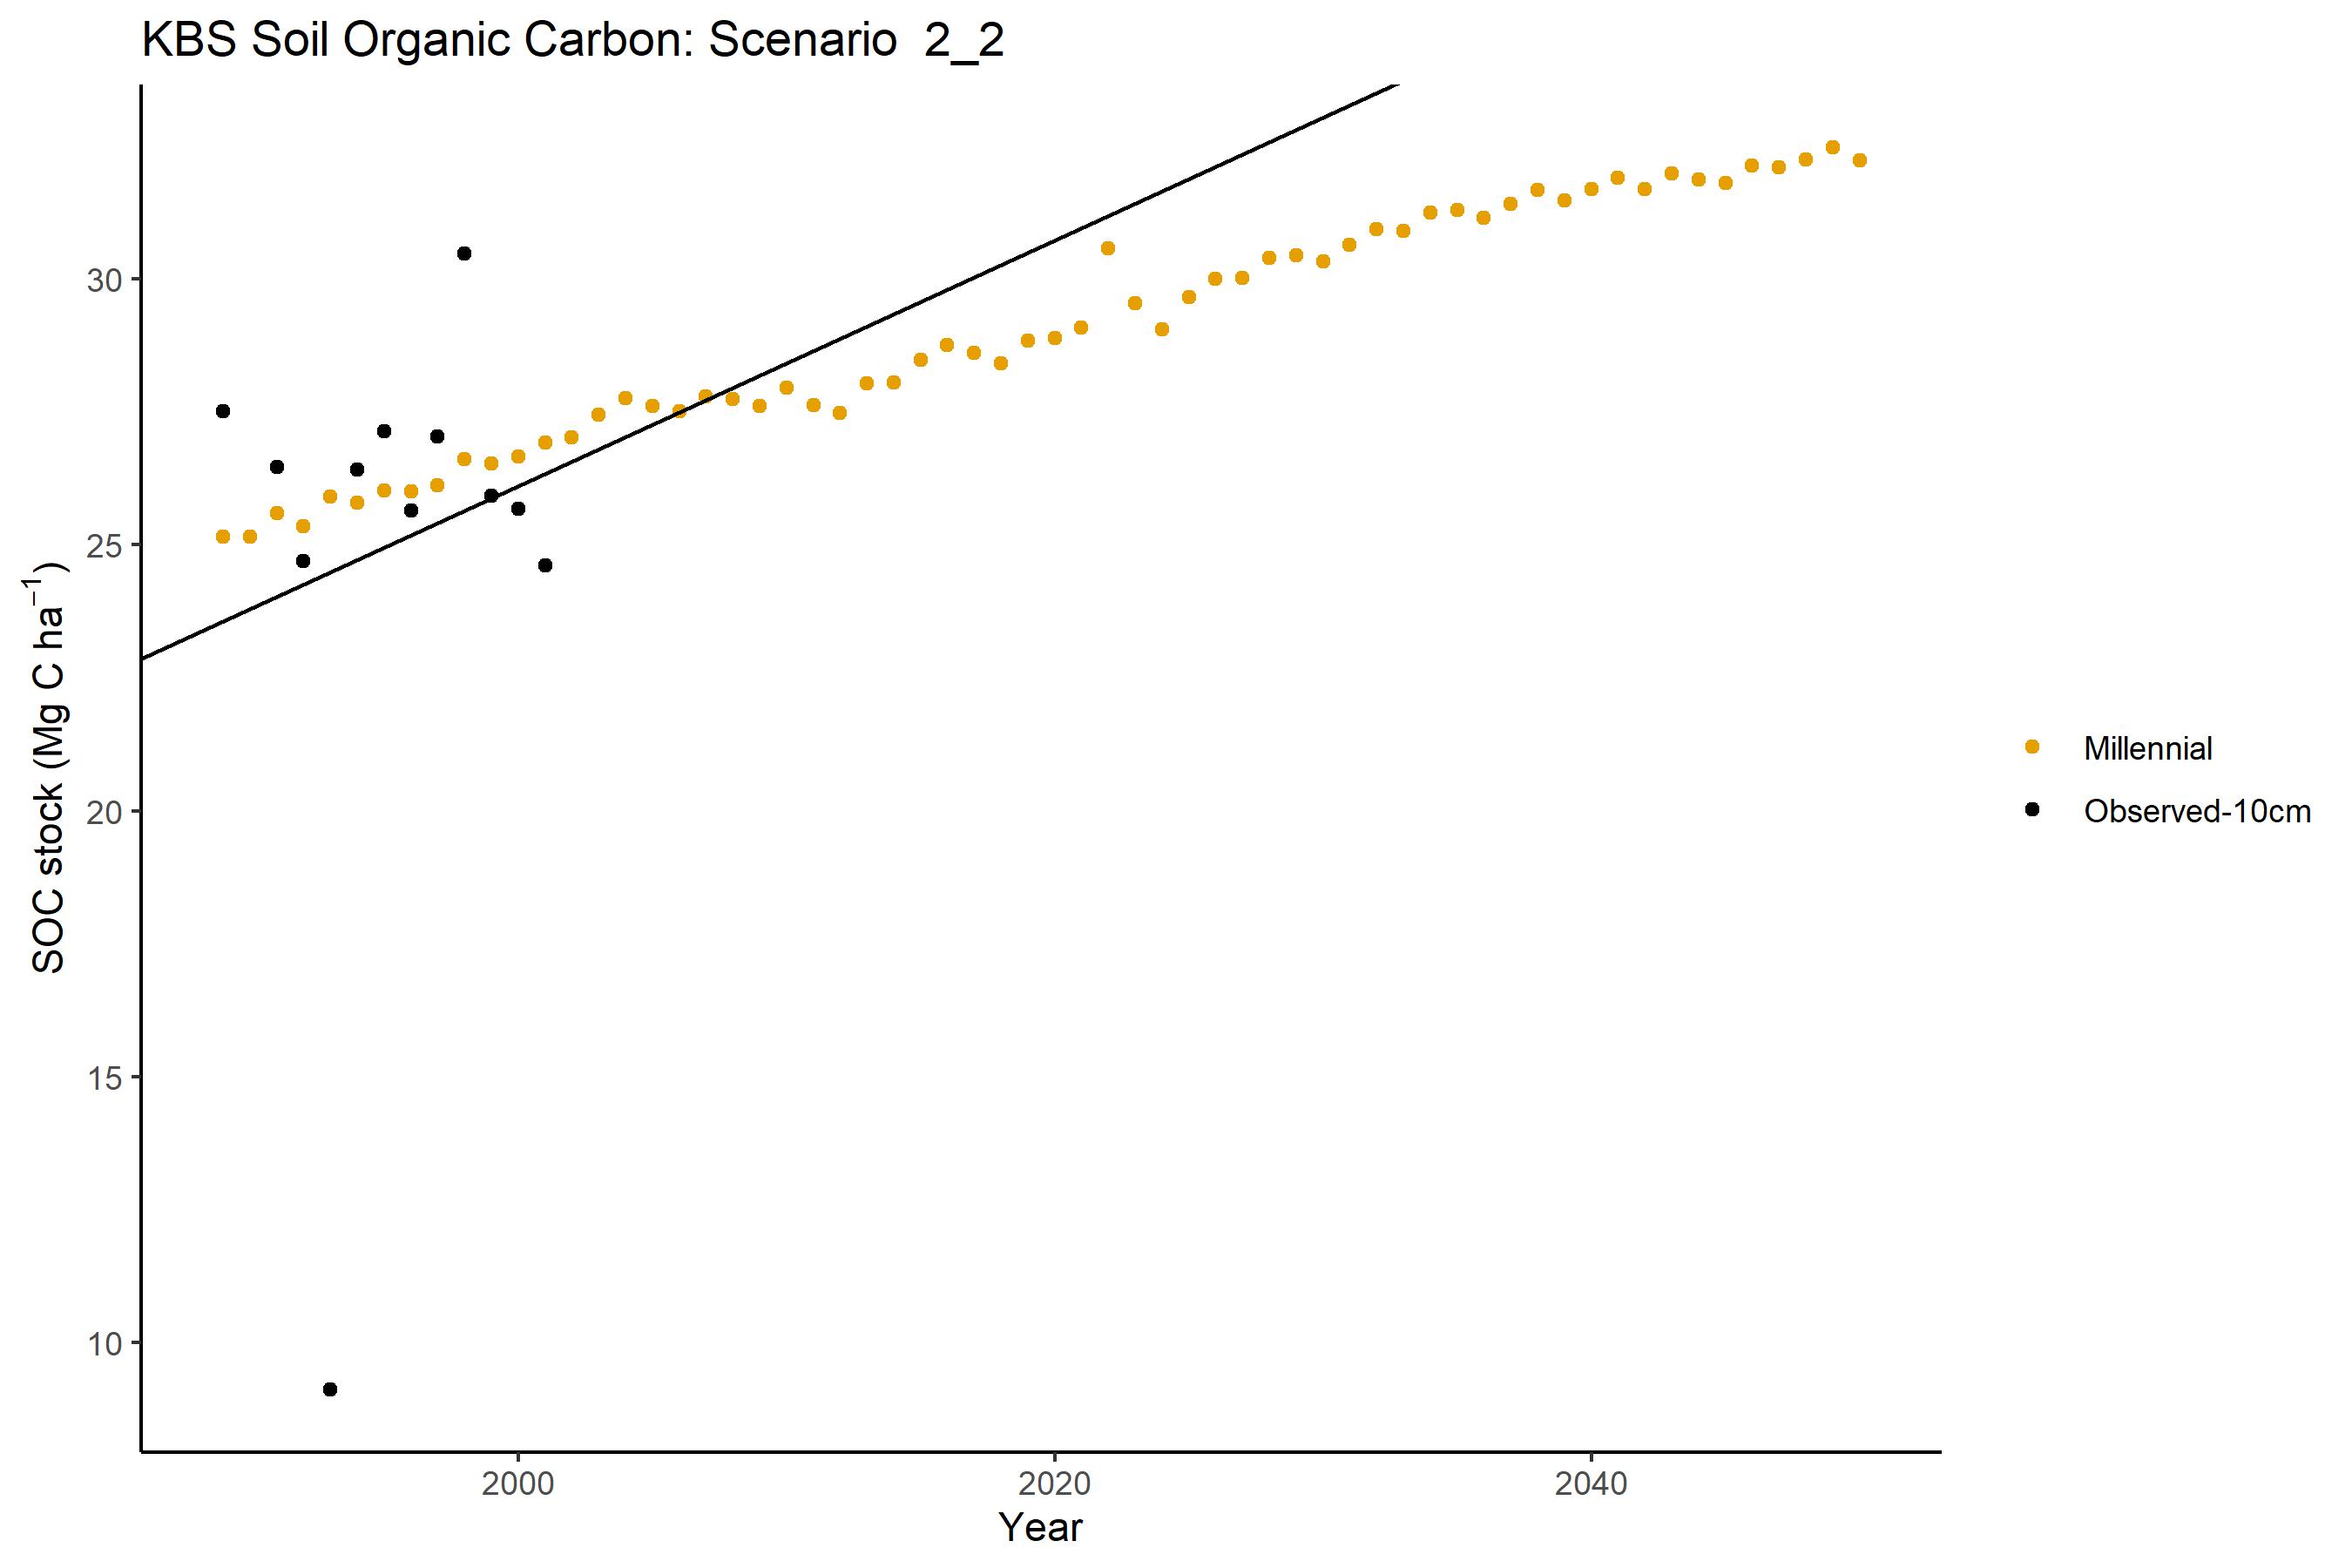 KBS Soil Organic Carbon: Scenario  2_2
SOC stock (Mg C ha⁻¹)
30
25
20
15
10
2000
2020
2040
Year
Millennial
Observed-10cm